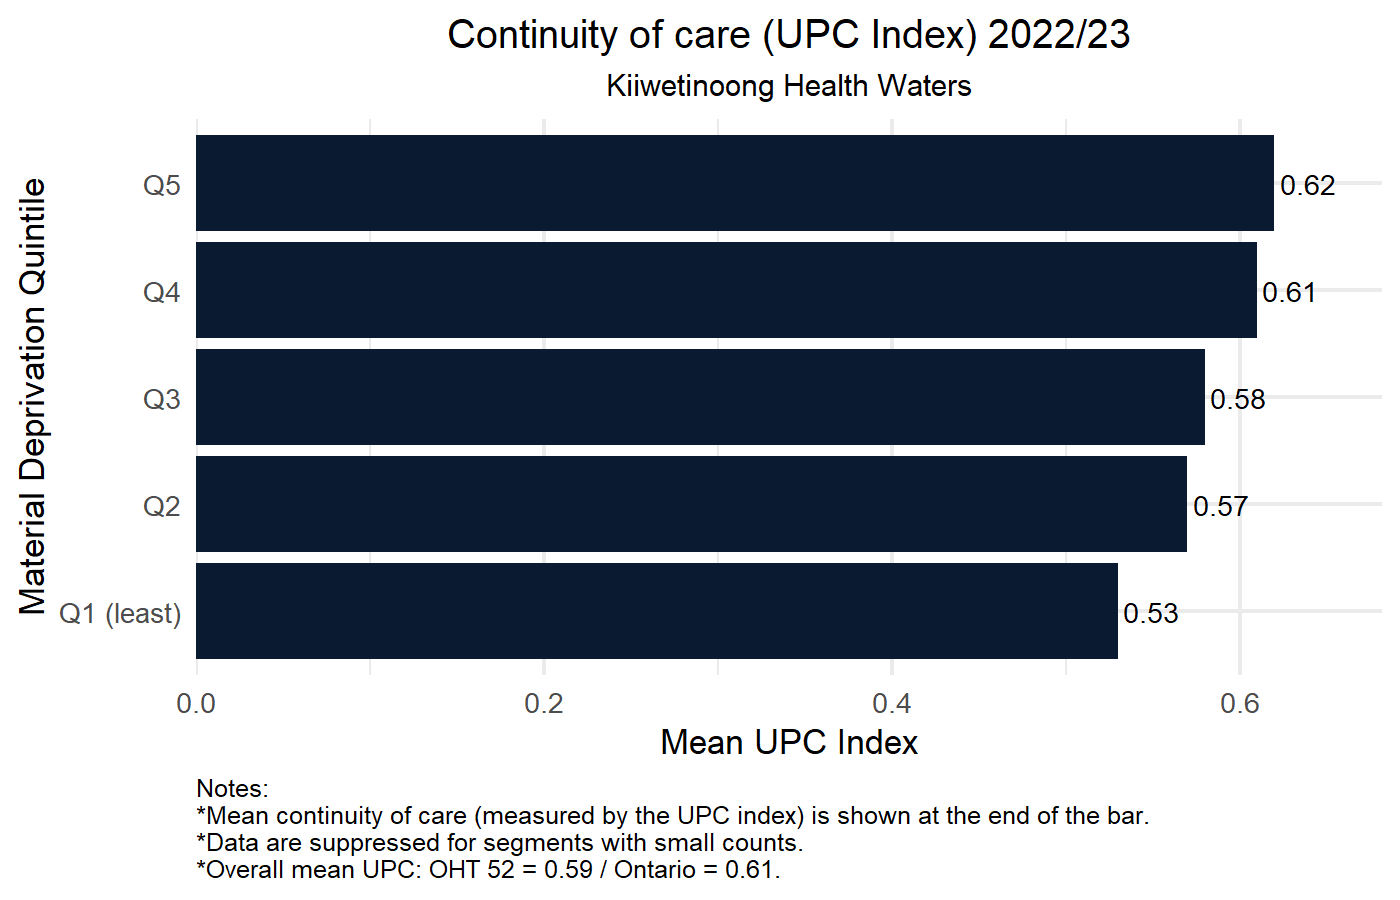 Continuity of care (UPC Index) 2022/23
Kiiwetinoong Health Waters
Material Deprivation Quintile
Q5
0.62
Q4
0.61
Q3
0.58
Q2
0.57
Q1 (least)
0.53
0.0
0.2
0.4
0.6
Mean UPC Index
Notes:
*Mean continuity of care (measured by the UPC index) is shown at the end of the bar.
*Data are suppressed for segments with small counts.
*Overall mean UPC: OHT 52 = 0.59 / Ontario = 0.61.